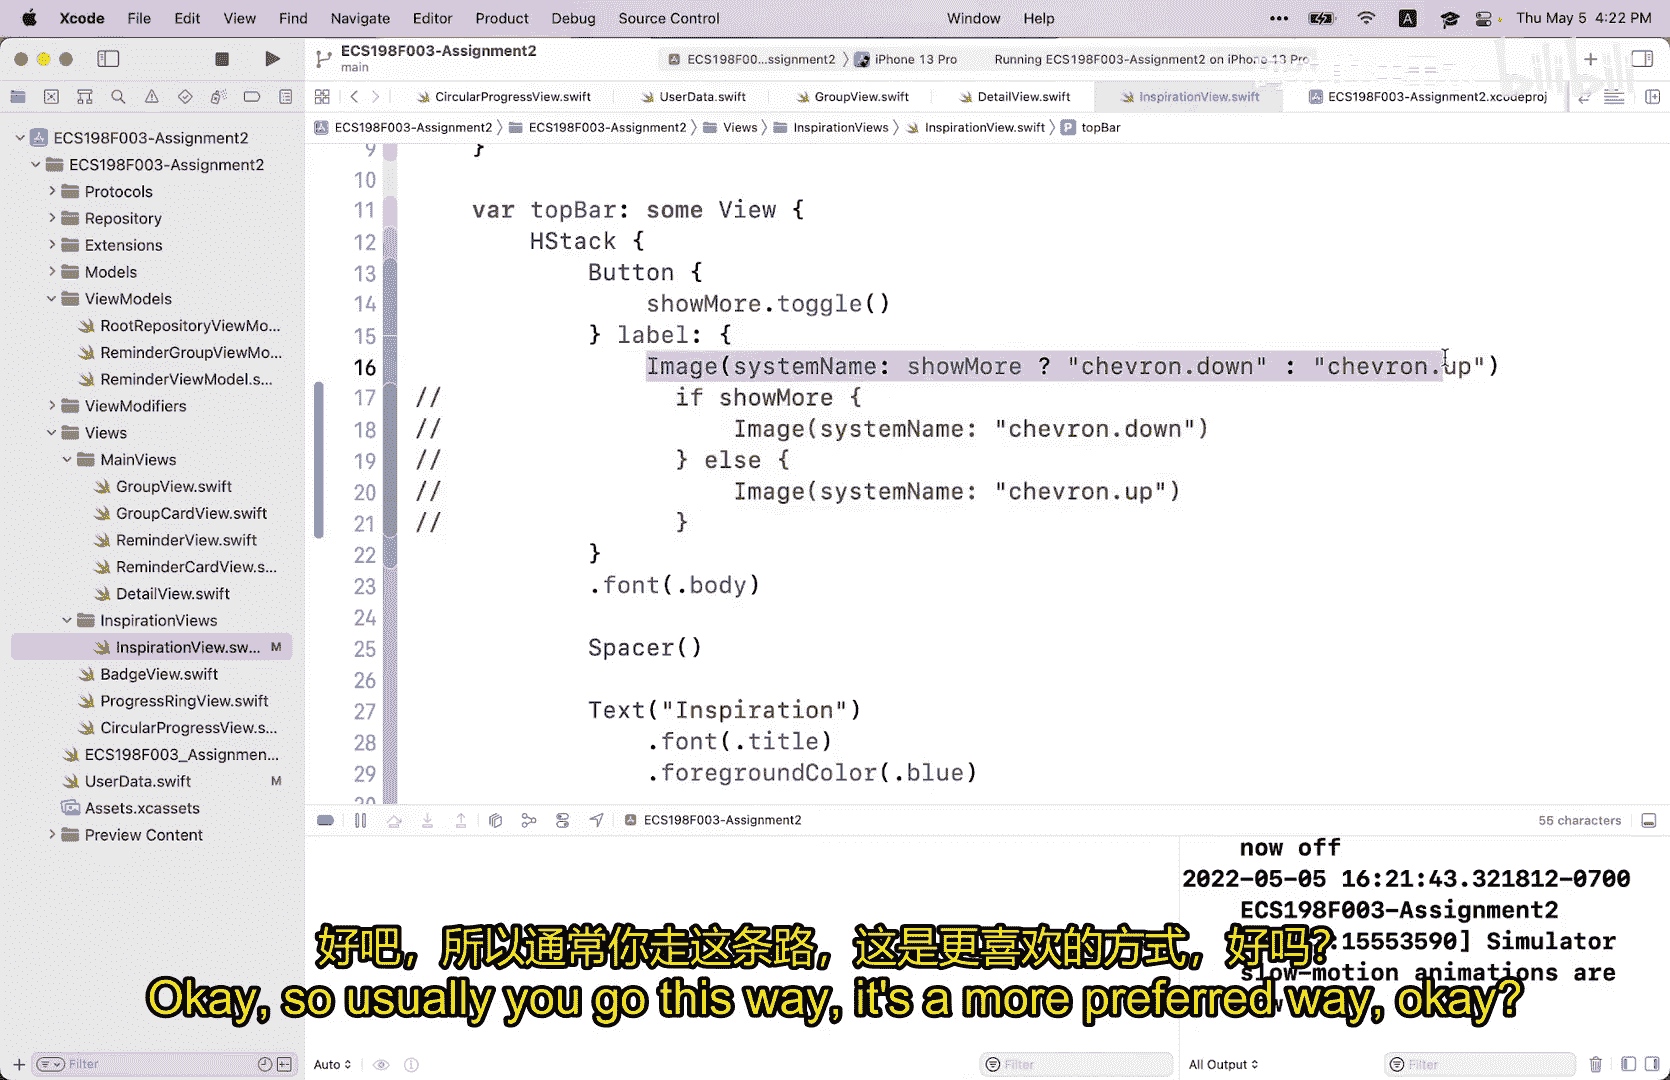 Xcode File Edit View Find Navigate Editor Product Debug Source Control Window Help Thu May 5 4:22 PM
ECS198F003-Assignment2
main
ECS198F00...ssignment2 iPhone 13 Pro Running ECS198F003-Assignment2 on iPhone 13 Pro
CircularProgressView.swift UserData.swift GroupView.swift DetailView.swift InspirationView.swift ECS198F003-Assignment2.xcodeproj
ECS198F003-Assignment2 ECS198F003-Assignment2 Views InspirationViews InspirationView.swift topBar
ECS198F003-Assignment2
ECS198F003-Assignment2
Protocols
Repository
Extensions
Models
ViewModels
RootRepositoryViewMo...
ReminderGroupViewMo...
ReminderViewModel.s...
ViewModifiers
Views
MainViews
GroupView.swift
GroupCardView.swift
ReminderView.swift
ReminderCardView.s...
DetailView.swift
InspirationViews
InspirationView.sw... M
BadgeView.swift
ProgressRingView.swift
CircularProgressView.s...
ECS198F003_Assignmen...
UserData.swift M
Assets.xcassets
Preview Content
Filter
9 }
10
11 var topBar: some View {
12 HStack {
13 Button {
14 showMore.toggle()
15 } label: {
16 Image(systemName: showMore ? "chevron.down" : "chevron.up")
17 // if showMore {
18 // Image(systemName: "chevron.down")
19 // } else {
20 // Image(systemName: "chevron.up")
21 // }
22 }
23 .font(.body)
24
25 Spacer()
26
27 Text("Inspiration")
28 .font(.title)
29 .foregroundColor(.blue)
ECS198F003-Assignment2 55 characters
now off
2022-05-05 16:21:43.321812-0700
ECS198F003-Assignment2
:15553590] Simulator
slow-motion animations are
好吧，所以通常你走这条路，这是更喜欢的方式，好吗？
Okay, so usually you go this way, it's a more preferred way, okay?
Auto Filter All Output Filter